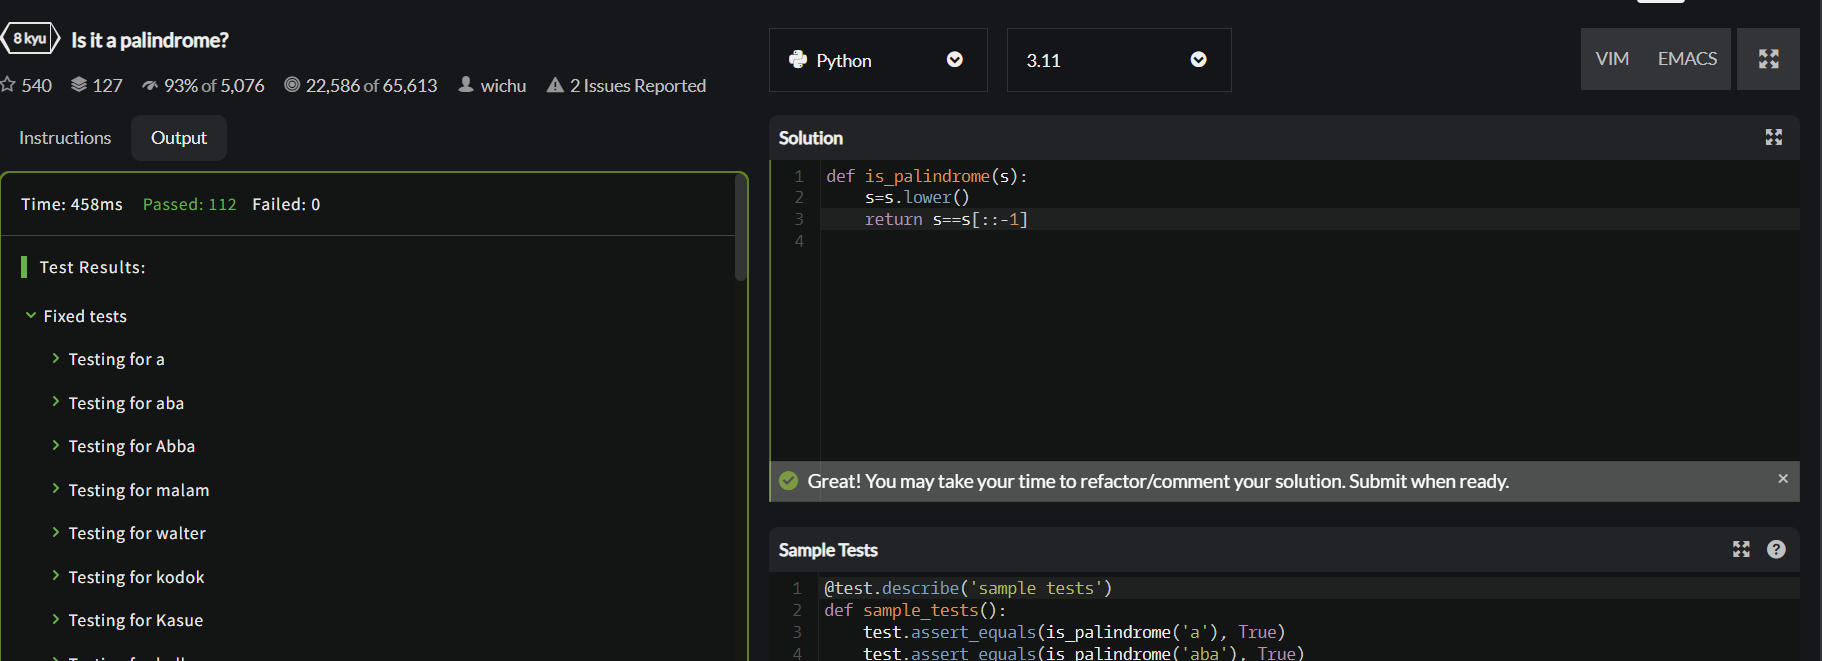 8 kyu Is it a palindrome?
540 127 93% of 5,076 22,586 of 65,613 wichu 2 Issues Reported
Instructions Output
Time: 458ms Passed: 112 Failed: 0
Test Results:
Fixed tests
Testing for a
Testing for aba
Testing for Abba
Testing for malam
Testing for walter
Testing for kodok
Testing for Kasue
Python 3.11 VIM EMACS
Solution
1 def is_palindrome(s):
2 s=s.lower()
3 return s==s[::-1]
4
Great! You may take your time to refactor/comment your solution. Submit when ready. ×
Sample Tests ?
1 @test.describe('sample tests')
2 def sample_tests():
3 test.assert_equals(is_palindrome('a'), True)
4 test.assert_equals(is_palindrome('aba'), True)